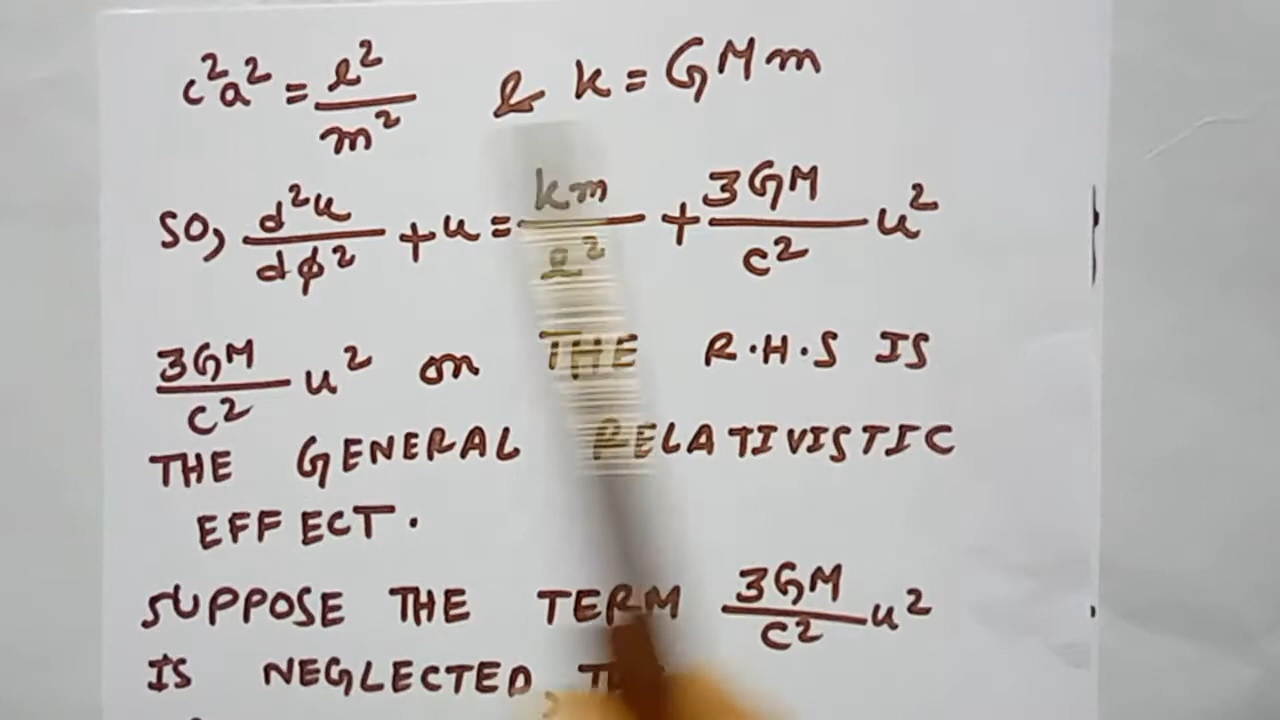 c²a² = l²/m² & k = GMm
SO, d²u/dφ² + u = km/l² + 3GM/c² u²
3GM/c² u² on THE R.H.S IS
THE GENERAL RELATIVISTIC
EFFECT.
SUPPOSE THE TERM 3GM/c² u²
IS NEGLECTED,